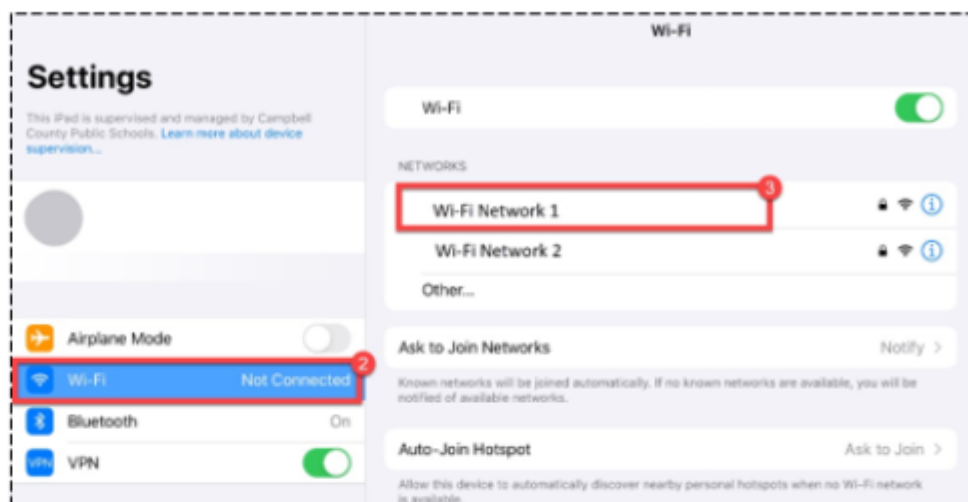 Settings
This iPad is supervised and managed by Campbell
County Public Schools. Learn more about device
supervision...
Airplane Mode
Wi-Fi Not Connected
2
Bluetooth On
VPN VPN
Wi-Fi
Wi-Fi
NETWORKS
3
Wi-Fi Network 1
Wi-Fi Network 2
Other...
Ask to Join Networks Notify >
Known networks will be joined automatically. If no known networks are available, you will be
notified of available networks.
Auto-Join Hotspot Ask to Join >
Allow this device to automatically discover nearby personal hotspots when no Wi-Fi network
is available.